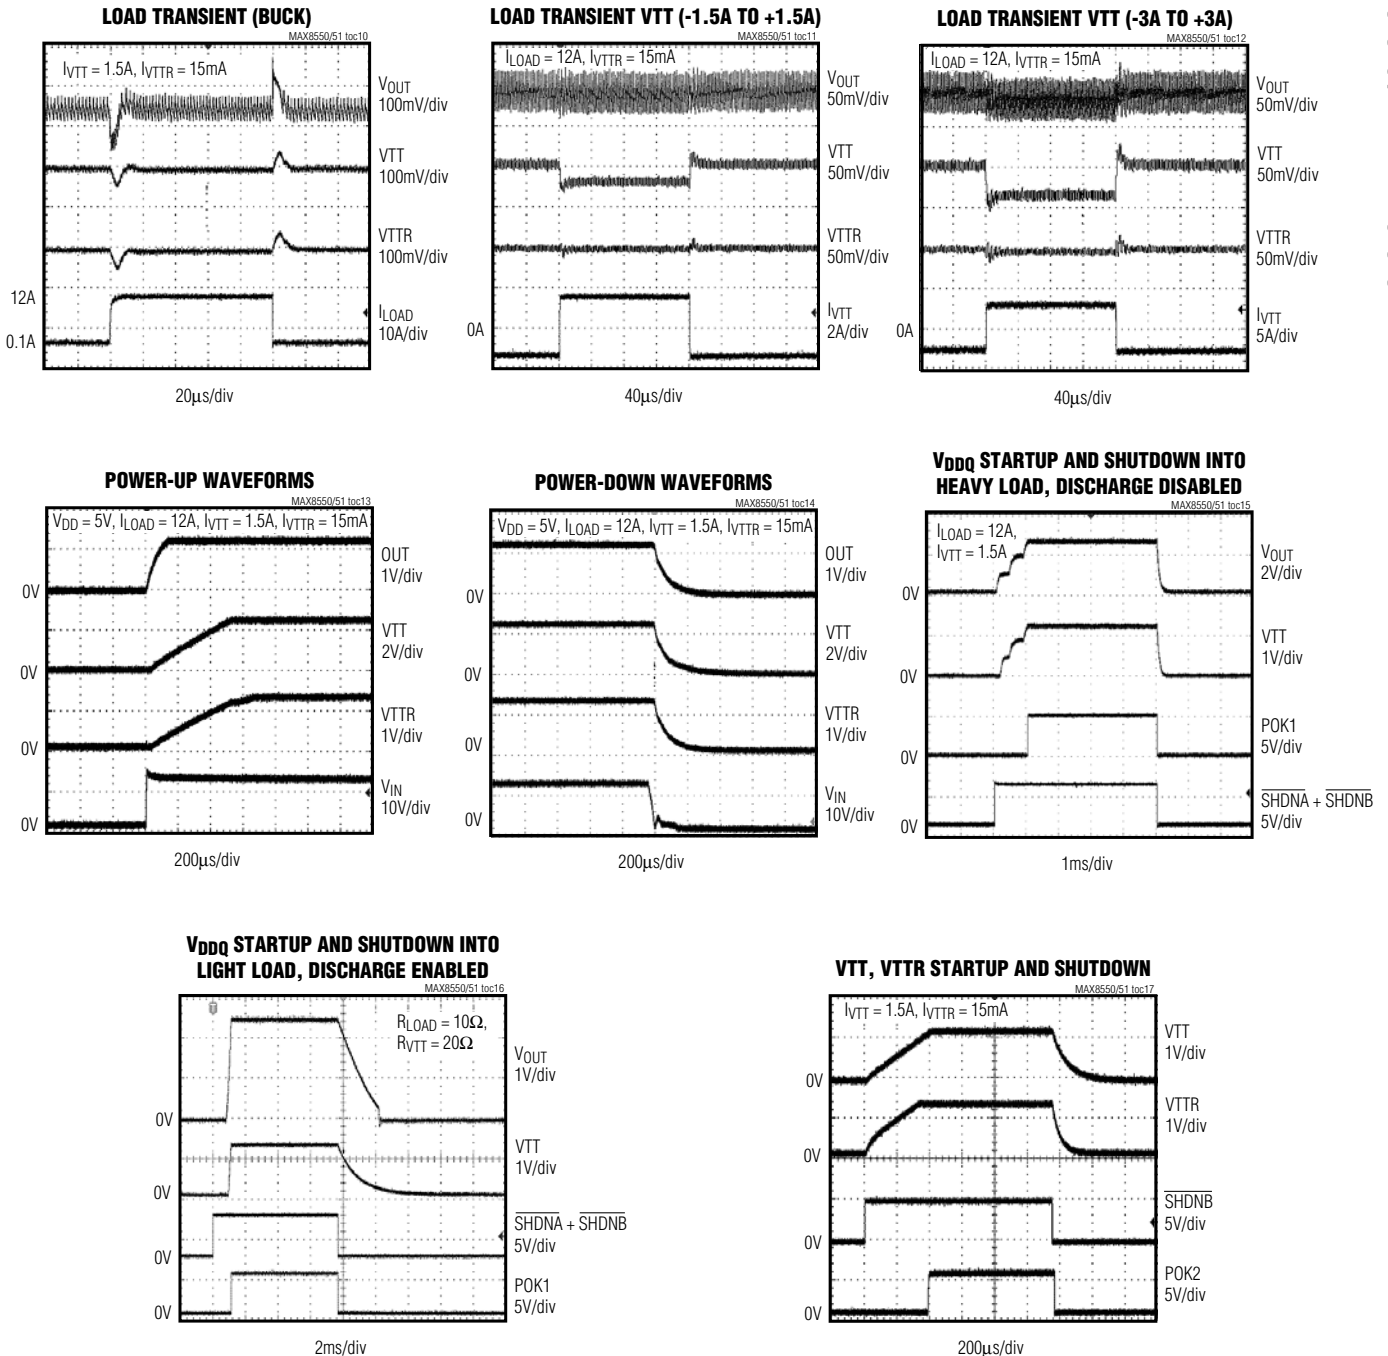 LOAD TRANSIENT (BUCK)
MAX8550/51 toc10
IVTT = 1.5A, IVTTR = 15mA
VOUT
100mV/div
VTT
100mV/div
VTTR
100mV/div
12A
ILOAD
10A/div
0.1A
20µs/div
LOAD TRANSIENT VTT (-1.5A TO +1.5A)
MAX8550/51 toc11
ILOAD = 12A, IVTTR = 15mA
VOUT
50mV/div
VTT
50mV/div
VTTR
50mV/div
0A
IVTT
2A/div
40µs/div
LOAD TRANSIENT VTT (-3A TO +3A)
MAX8550/51 toc12
ILOAD = 12A, IVTTR = 15mA
VOUT
50mV/div
VTT
50mV/div
VTTR
50mV/div
0A
IVTT
5A/div
40µs/div
POWER-UP WAVEFORMS
MAX8550/51 toc13
VDD = 5V, ILOAD = 12A, IVTT = 1.5A, IVTTR = 15mA
OUT
1V/div
0V
VTT
2V/div
0V
VTTR
1V/div
0V
VIN
10V/div
0V
200µs/div
POWER-DOWN WAVEFORMS
MAX8550/51 toc14
VDD = 5V, ILOAD = 12A, IVTT = 1.5A, IVTTR = 15mA
OUT
1V/div
0V
VTT
2V/div
0V
VTTR
1V/div
0V
VIN
10V/div
0V
200µs/div
VDDQ STARTUP AND SHUTDOWN INTO
HEAVY LOAD, DISCHARGE DISABLED
MAX8550/51 toc15
ILOAD = 12A,
IVTT = 1.5A
VOUT
2V/div
0V
VTT
1V/div
0V
POK1
5V/div
0V
SHDNA + SHDNB
5V/div
0V
1ms/div
VDDQ STARTUP AND SHUTDOWN INTO
LIGHT LOAD, DISCHARGE ENABLED
MAX8550/51 toc16
RLOAD = 10Ω,
RVTT = 20Ω
VOUT
1V/div
0V
VTT
1V/div
0V
SHDNA + SHDNB
5V/div
0V
POK1
5V/div
0V
2ms/div
VTT, VTTR STARTUP AND SHUTDOWN
MAX8550/51 toc17
IVTT = 1.5A, IVTTR = 15mA
VTT
1V/div
0V
VTTR
1V/div
0V
SHDNB
5V/div
0V
POK2
5V/div
0V
200µs/div